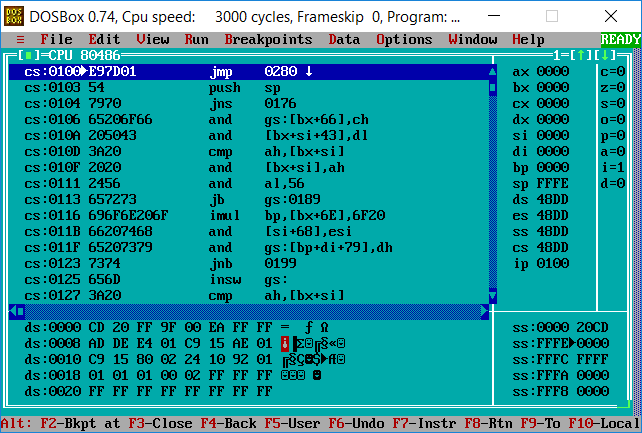 DOS BOX DOSBox 0.74, Cpu speed: 3000 cycles, Frameskip 0, Program: ...
≡ File Edit View Run Breakpoints Data Options Window Help READY
[■]=CPU 80486 1=[↑][↓]
cs:0100►E97D01 jmp 0280 ↓ ax 0000 c=0
cs:0103 54 push sp bx 0000 z=0
cs:0104 7970 jns 0176 cx 0000 s=0
cs:0106 65206F66 and gs:[bx+66],ch dx 0000 o=0
cs:010A 205043 and [bx+si+43],dl si 0000 p=0
cs:010D 3A20 cmp ah,[bx+si] di 0000 a=0
cs:010F 2020 and [bx+si],ah bp 0000 i=1
cs:0111 2456 and al,56 sp FFFE d=0
cs:0113 657273 jb gs:0189 ds 48DD
cs:0116 696F6E206F imul bp,[bx+6E],6F20 es 48DD
cs:011B 66207468 and [si+68],esi ss 48DD
cs:011F 65207379 and gs:[bp+di+79],dh cs 48DD
cs:0123 7374 jnb 0199 ip 0100
cs:0125 656D insw gs:
cs:0127 3A20 cmp ah,[bx+si]
ds:0000 CD 20 FF 9F 00 EA FF FF = ƒ Ω ss:0000 20CD
ds:0008 AD DE E4 01 C9 15 AE 01 ¡▐Σ☺╔§«☺ ss:FFFE►0000
ds:0010 C9 15 80 02 24 10 92 01 ╔§Ç☻$►Æ☺ ss:FFFC FFFF
ds:0018 01 01 01 00 02 FF FF FF ☺☺☺ ☻ ss:FFFA 0000
ds:0020 FF FF FF FF FF FF FF FF ss:FFF8 0000
Alt: F2-Bkpt at F3-Close F4-Back F5-User F6-Undo F7-Instr F8-Rtn F9-To F10-Local